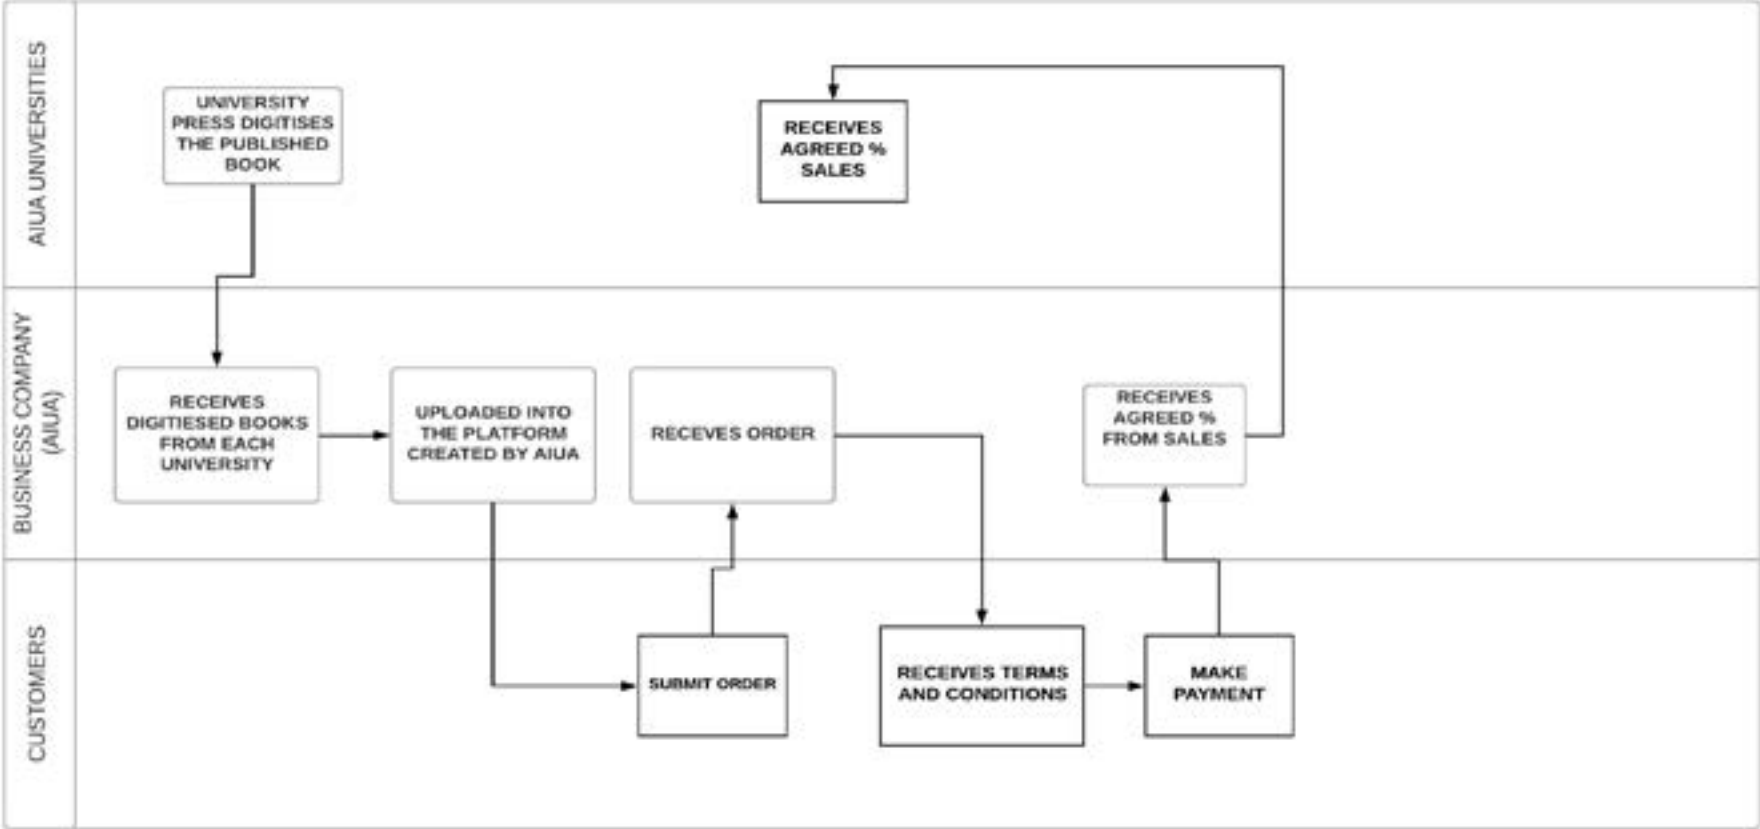 AIUA UNIVERSITIES
UNIVERSITY
PRESS DIGITISES
THE PUBLISHED
BOOK
RECEIVES
AGREED %
SALES
BUSINESS COMPANY
(AIUA)
RECEIVES
DIGITIESED BOOKS
FROM EACH
UNIVERSITY
UPLOADED INTO
THE PLATFORM
CREATED BY AIUA
RECEVES ORDER
RECEIVES
AGREED %
FROM SALES
CUSTOMERS
SUBMIT ORDER
RECEIVES TERMS
AND CONDITIONS
MAKE
PAYMENT